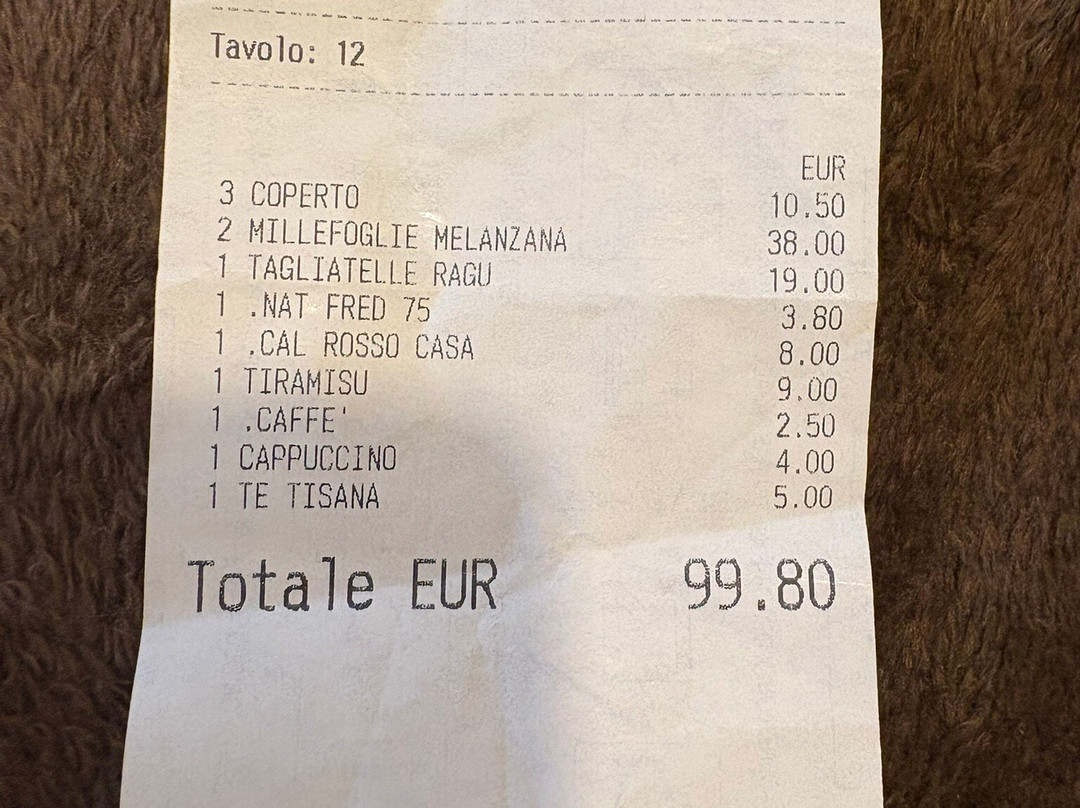 Tavolo: 12
EUR
3 COPERTO 10.50
2 MILLEFOGLIE MELANZANA 38.00
1 TAGLIATELLE RAGU 19.00
1 .NAT FRED 75 3.80
1 .CAL ROSSO CASA 8.00
1 TIRAMISU 9.00
1 .CAFFE' 2.50
1 CAPPUCCINO 4.00
1 TE TISANA 5.00
Totale EUR 99.80